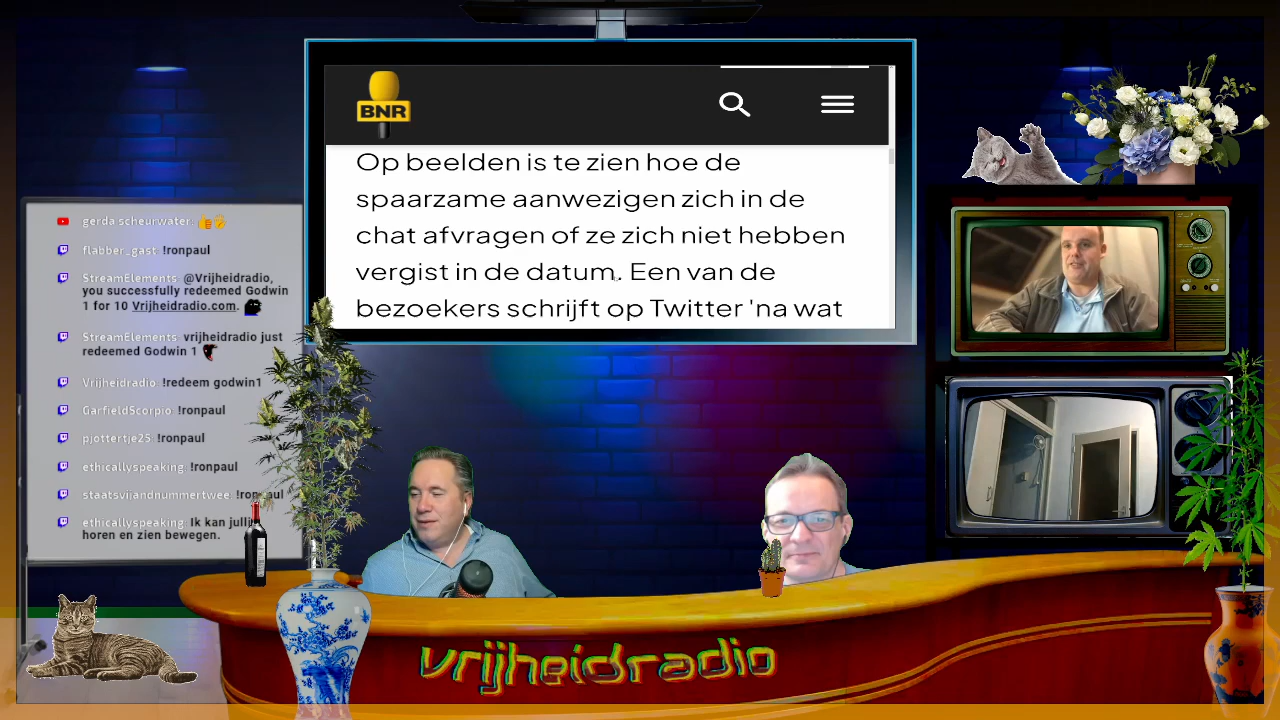 BNR
Op beelden is te zien hoe de
spaarzame aanwezigen zich in de
chat afvragen of ze zich niet hebben
vergist in de datum. Een van de
bezoekers schrijft op Twitter 'na wat
gerda scheurwater:
flabber_gast: !ronpaul
StreamElements: @Vrijheidradio,
you successfully redeemed Godwin
1 for 10 Vrijheidradio.com.
StreamElements: vrijheidradio just
redeemed Godwin 1
Vrijheidradio: !redeem godwin1
GarfieldScorpio: !ronpaul
pjottertje25: !ronpaul
ethicallyspeaking: !ronpaul
staatsvijandnummertwee: !ronpaul
ethicallyspeaking: Ik kan jullie
horen en zien bewegen.
vrijheidradio